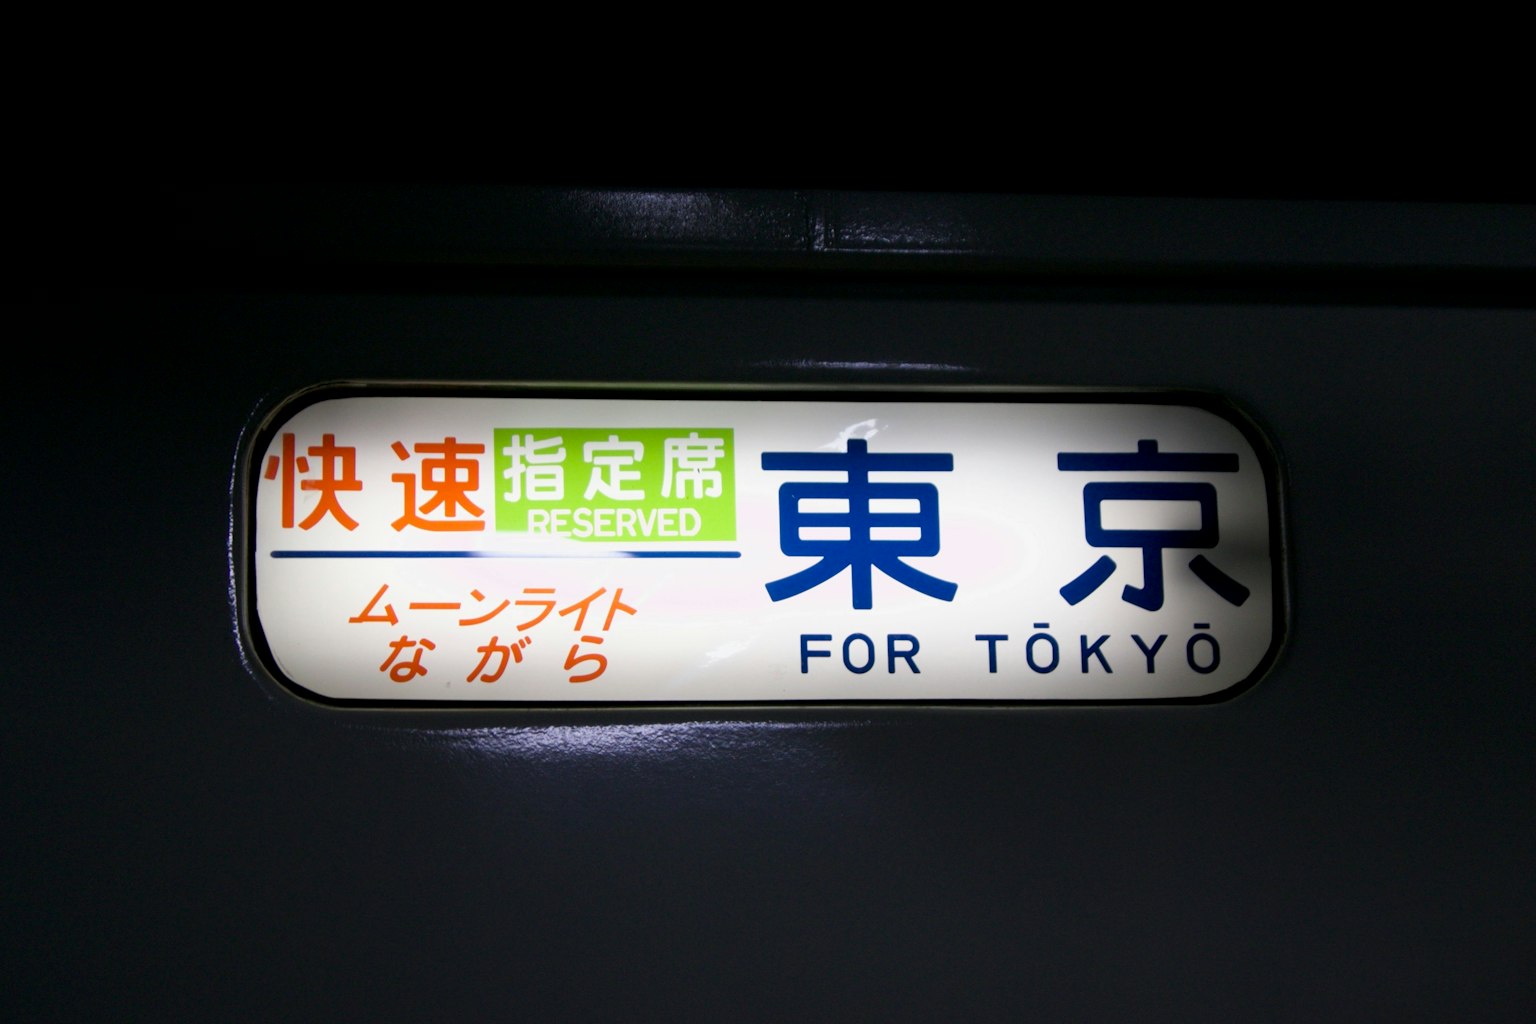 快速 指定席
RESERVED
ムーンライト
ながら
東京
FOR TŌKYŌ